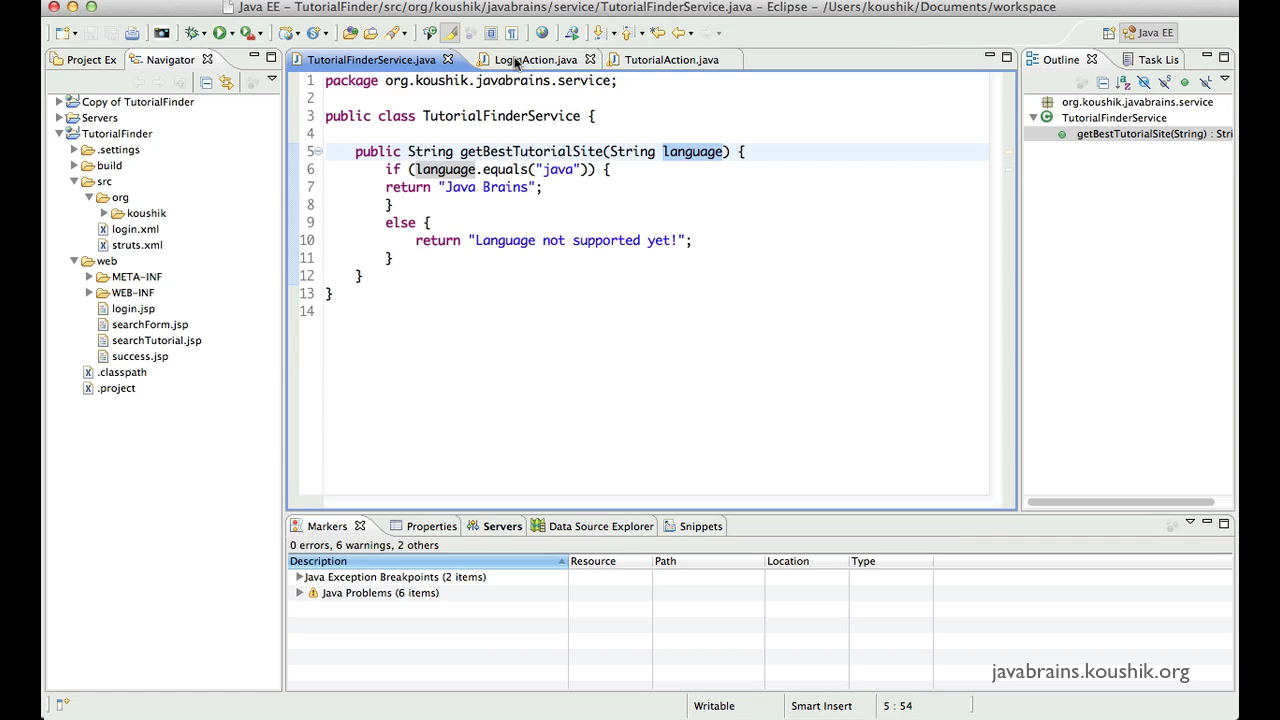 Java EE – TutorialFinder/src/org/koushik/javabrains/service/TutorialFinderService.java – Eclipse – /Users/koushik/Documents/workspace
Java EE
Project Ex
Navigator
Copy of TutorialFinder
Servers
TutorialFinder
.settings
build
src
org
koushik
login.xml
struts.xml
web
META-INF
WEB-INF
login.jsp
searchForm.jsp
searchTutorial.jsp
success.jsp
.classpath
.project
TutorialFinderService.java
LoginAction.java
TutorialAction.java
1 package org.koushik.javabrains.service;
2
3 public class TutorialFinderService {
4
5 public String getBestTutorialSite(String language) {
6 if (language.equals("java")) {
7 return "Java Brains";
8 }
9 else {
10 return "Language not supported yet!";
11 }
12 }
13 }
14
Outline
Task Lis
org.koushik.javabrains.service
TutorialFinderService
getBestTutorialSite(String) : Stri
Markers
Properties
Servers
Data Source Explorer
Snippets
0 errors, 6 warnings, 2 others
Description Resource Path Location Type
Java Exception Breakpoints (2 items)
Java Problems (6 items)
javabrains.koushik.org
Writable Smart Insert 5 : 54